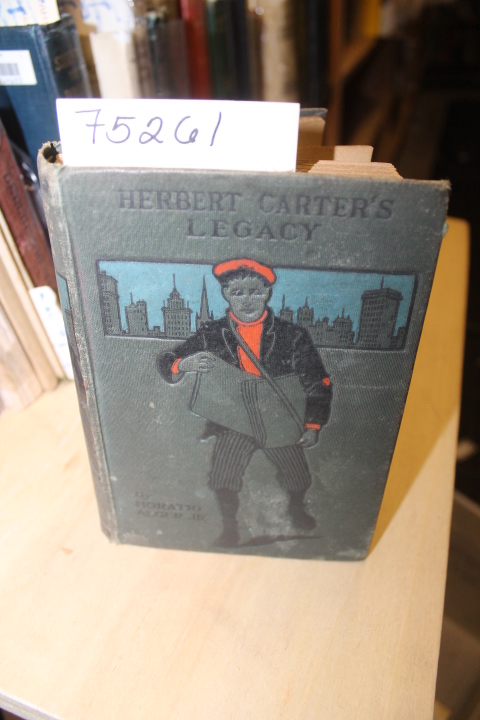 75261
HERBERT CARTER'S
LEGACY
By
HORATIO
ALGER JR.